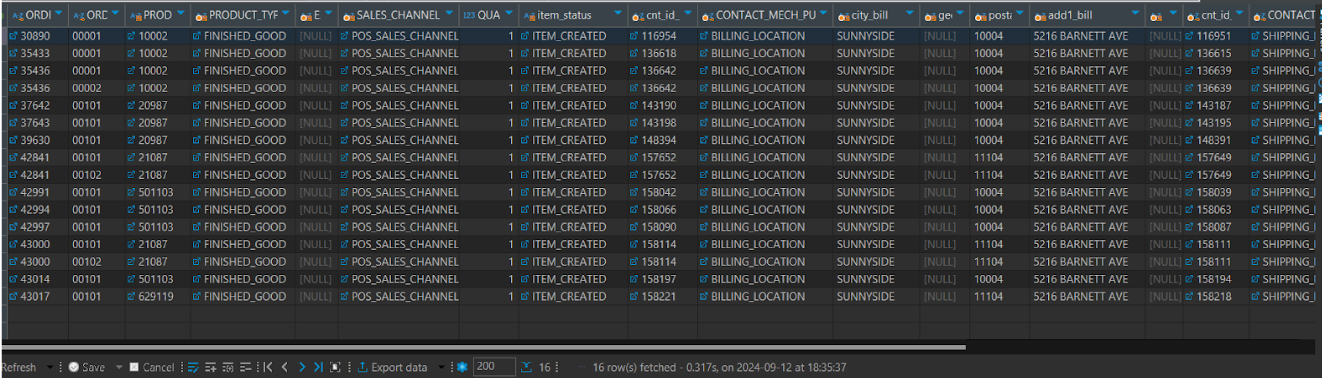 ORDI ORD PROD PRODUCT_TYP E SALES_CHANNEL 123 QUA item_status cnt_id_ CONTACT_MECH_PU city_bill geo posta add1_bill cnt_id_ CONTACT
30890 00001 10002 FINISHED_GOOD [NULL] POS_SALES_CHANNEL 1 ITEM_CREATED 116954 BILLING_LOCATION SUNNYSIDE [NULL] 10004 5216 BARNETT AVE [NULL] 116951 SHIPPING_I
35433 00001 10002 FINISHED_GOOD [NULL] POS_SALES_CHANNEL 1 ITEM_CREATED 136618 BILLING_LOCATION SUNNYSIDE [NULL] 10004 5216 BARNETT AVE [NULL] 136615 SHIPPING_I
35436 00001 10002 FINISHED_GOOD [NULL] POS_SALES_CHANNEL 1 ITEM_CREATED 136642 BILLING_LOCATION SUNNYSIDE [NULL] 10004 5216 BARNETT AVE [NULL] 136639 SHIPPING_I
35436 00002 10002 FINISHED_GOOD [NULL] POS_SALES_CHANNEL 1 ITEM_CREATED 136642 BILLING_LOCATION SUNNYSIDE [NULL] 10004 5216 BARNETT AVE [NULL] 136639 SHIPPING_I
37642 00101 20987 FINISHED_GOOD [NULL] POS_SALES_CHANNEL 1 ITEM_CREATED 143190 BILLING_LOCATION SUNNYSIDE [NULL] 10004 5216 BARNETT AVE [NULL] 143187 SHIPPING_I
37643 00101 20987 FINISHED_GOOD [NULL] POS_SALES_CHANNEL 1 ITEM_CREATED 143198 BILLING_LOCATION SUNNYSIDE [NULL] 10004 5216 BARNETT AVE [NULL] 143195 SHIPPING_I
39630 00101 20987 FINISHED_GOOD [NULL] POS_SALES_CHANNEL 1 ITEM_CREATED 148394 BILLING_LOCATION SUNNYSIDE [NULL] 10004 5216 BARNETT AVE [NULL] 148391 SHIPPING_I
42841 00101 21087 FINISHED_GOOD [NULL] POS_SALES_CHANNEL 1 ITEM_CREATED 157652 BILLING_LOCATION SUNNYSIDE [NULL] 11104 5216 BARNETT AVE [NULL] 157649 SHIPPING_I
42841 00102 21087 FINISHED_GOOD [NULL] POS_SALES_CHANNEL 1 ITEM_CREATED 157652 BILLING_LOCATION SUNNYSIDE [NULL] 11104 5216 BARNETT AVE [NULL] 157649 SHIPPING_I
42991 00101 501103 FINISHED_GOOD [NULL] POS_SALES_CHANNEL 1 ITEM_CREATED 158042 BILLING_LOCATION SUNNYSIDE [NULL] 10004 5216 BARNETT AVE [NULL] 158039 SHIPPING_I
42994 00101 501103 FINISHED_GOOD [NULL] POS_SALES_CHANNEL 1 ITEM_CREATED 158066 BILLING_LOCATION SUNNYSIDE [NULL] 10004 5216 BARNETT AVE [NULL] 158063 SHIPPING_I
42997 00101 501103 FINISHED_GOOD [NULL] POS_SALES_CHANNEL 1 ITEM_CREATED 158090 BILLING_LOCATION SUNNYSIDE [NULL] 10004 5216 BARNETT AVE [NULL] 158087 SHIPPING_I
43000 00101 21087 FINISHED_GOOD [NULL] POS_SALES_CHANNEL 1 ITEM_CREATED 158114 BILLING_LOCATION SUNNYSIDE [NULL] 11104 5216 BARNETT AVE [NULL] 158111 SHIPPING_I
43000 00102 21087 FINISHED_GOOD [NULL] POS_SALES_CHANNEL 1 ITEM_CREATED 158114 BILLING_LOCATION SUNNYSIDE [NULL] 11104 5216 BARNETT AVE [NULL] 158111 SHIPPING_I
43014 00101 501103 FINISHED_GOOD [NULL] POS_SALES_CHANNEL 1 ITEM_CREATED 158197 BILLING_LOCATION SUNNYSIDE [NULL] 10004 5216 BARNETT AVE [NULL] 158194 SHIPPING_I
43017 00101 629119 FINISHED_GOOD [NULL] POS_SALES_CHANNEL 1 ITEM_CREATED 158221 BILLING_LOCATION SUNNYSIDE [NULL] 11104 5216 BARNETT AVE [NULL] 158218 SHIPPING_I
Refresh Save Cancel Export data 200 16 16 row(s) fetched - 0.317s, on 2024-09-12 at 18:35:37